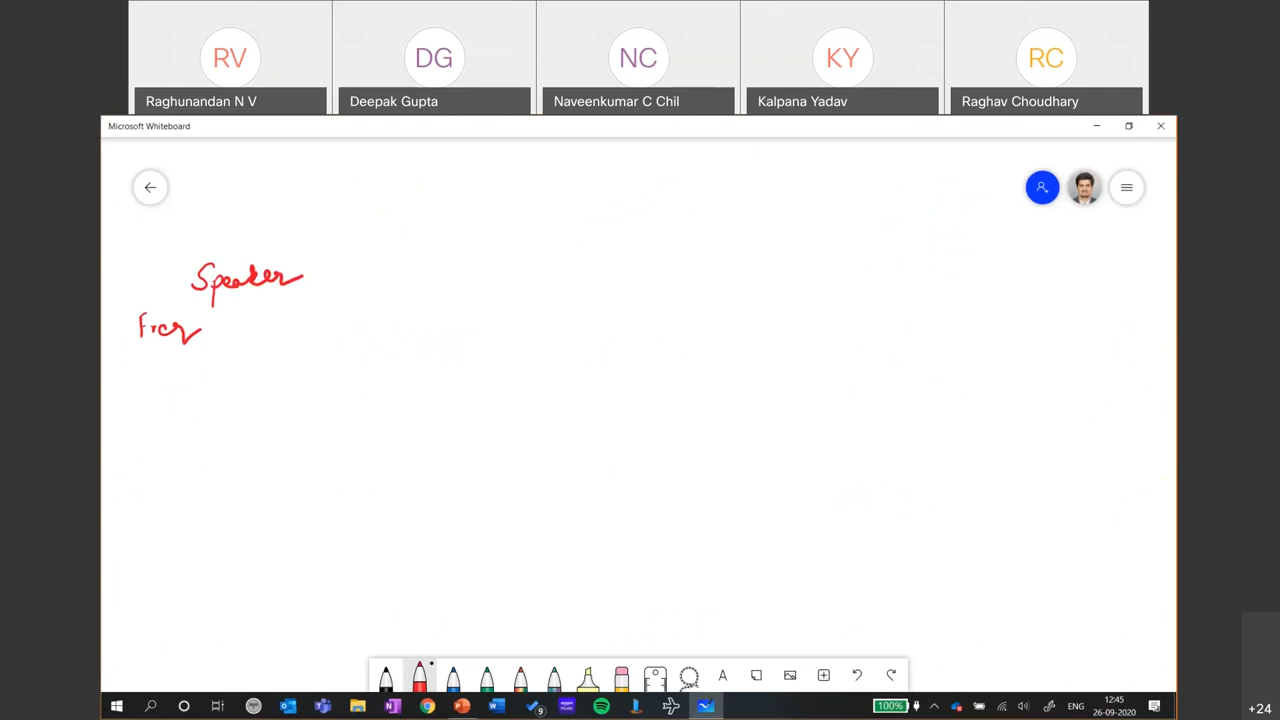 RV DG NC KY RC
Raghunandan N V Deepak Gupta Naveenkumar C Chil Kalpana Yadav Raghav Choudhary
Microsoft Whiteboard
Speaker
Freq
A
100% ENG 12:45
26-09-2020
9
+24